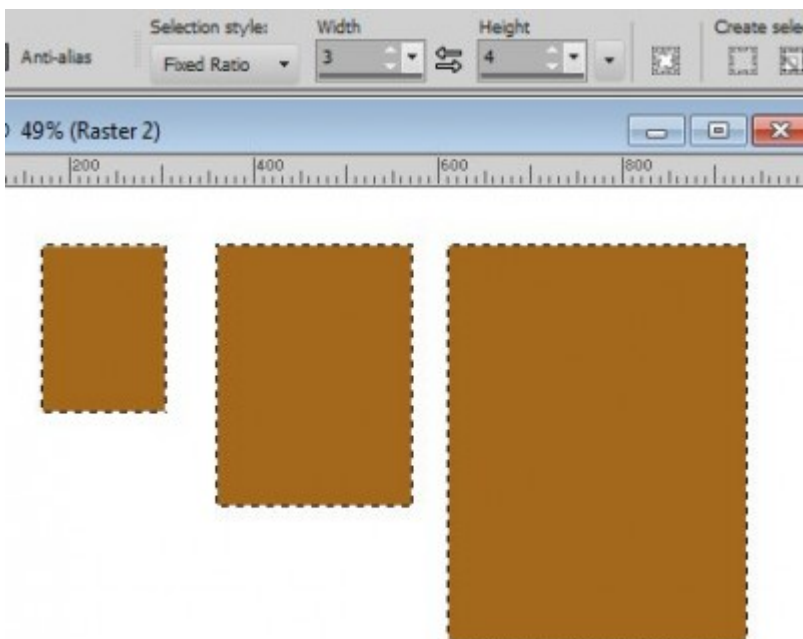 Selection style: Width Height Create sele
Anti-alias Fixed Ratio 3 4
49% (Raster 2)
200 400 600 800